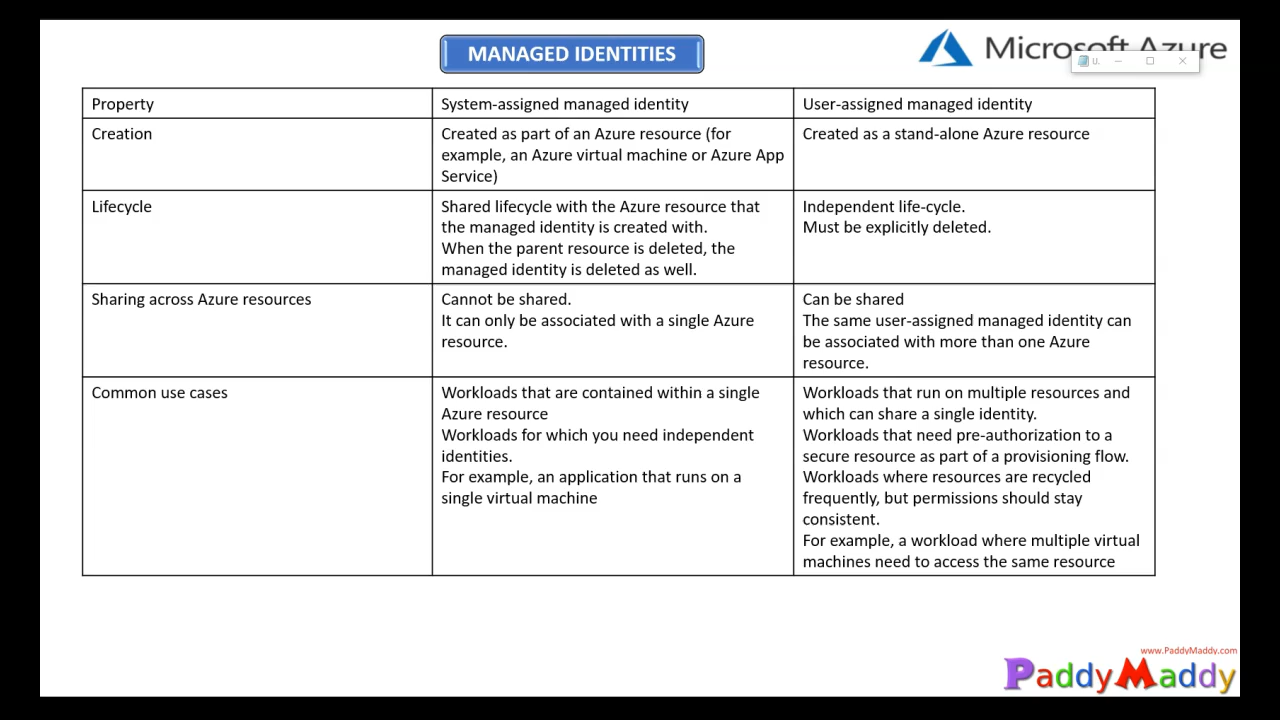 MANAGED IDENTITIES
Microsoft Azure
U.
Property
System-assigned managed identity
User-assigned managed identity
Creation
Created as part of an Azure resource (for
example, an Azure virtual machine or Azure App
Service)
Created as a stand-alone Azure resource
Lifecycle
Shared lifecycle with the Azure resource that
the managed identity is created with.
When the parent resource is deleted, the
managed identity is deleted as well.
Independent life-cycle.
Must be explicitly deleted.
Sharing across Azure resources
Cannot be shared.
It can only be associated with a single Azure
resource.
Can be shared
The same user-assigned managed identity can
be associated with more than one Azure
resource.
Common use cases
Workloads that are contained within a single
Azure resource
Workloads for which you need independent
identities.
For example, an application that runs on a
single virtual machine
Workloads that run on multiple resources and
which can share a single identity.
Workloads that need pre-authorization to a
secure resource as part of a provisioning flow.
Workloads where resources are recycled
frequently, but permissions should stay
consistent.
For example, a workload where multiple virtual
machines need to access the same resource
www.PaddyMaddy.com
PaddyMaddy